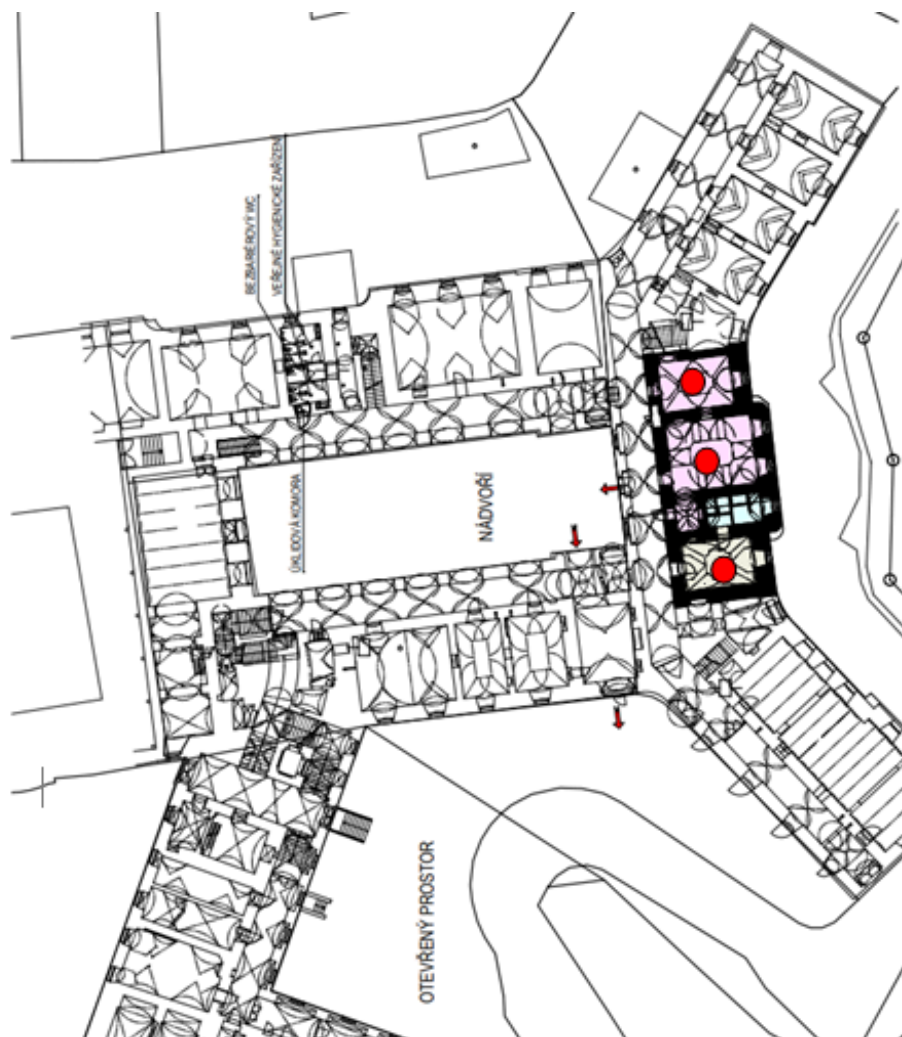 BEZBARIÉROVÝ WC
VEŘEJNÉ HYGIENICKÉ ZAŘÍZENÍ
ÚKLIDOVÁ KOMORA
NÁDVOŘÍ
OTEVŘENÝ PROSTOR